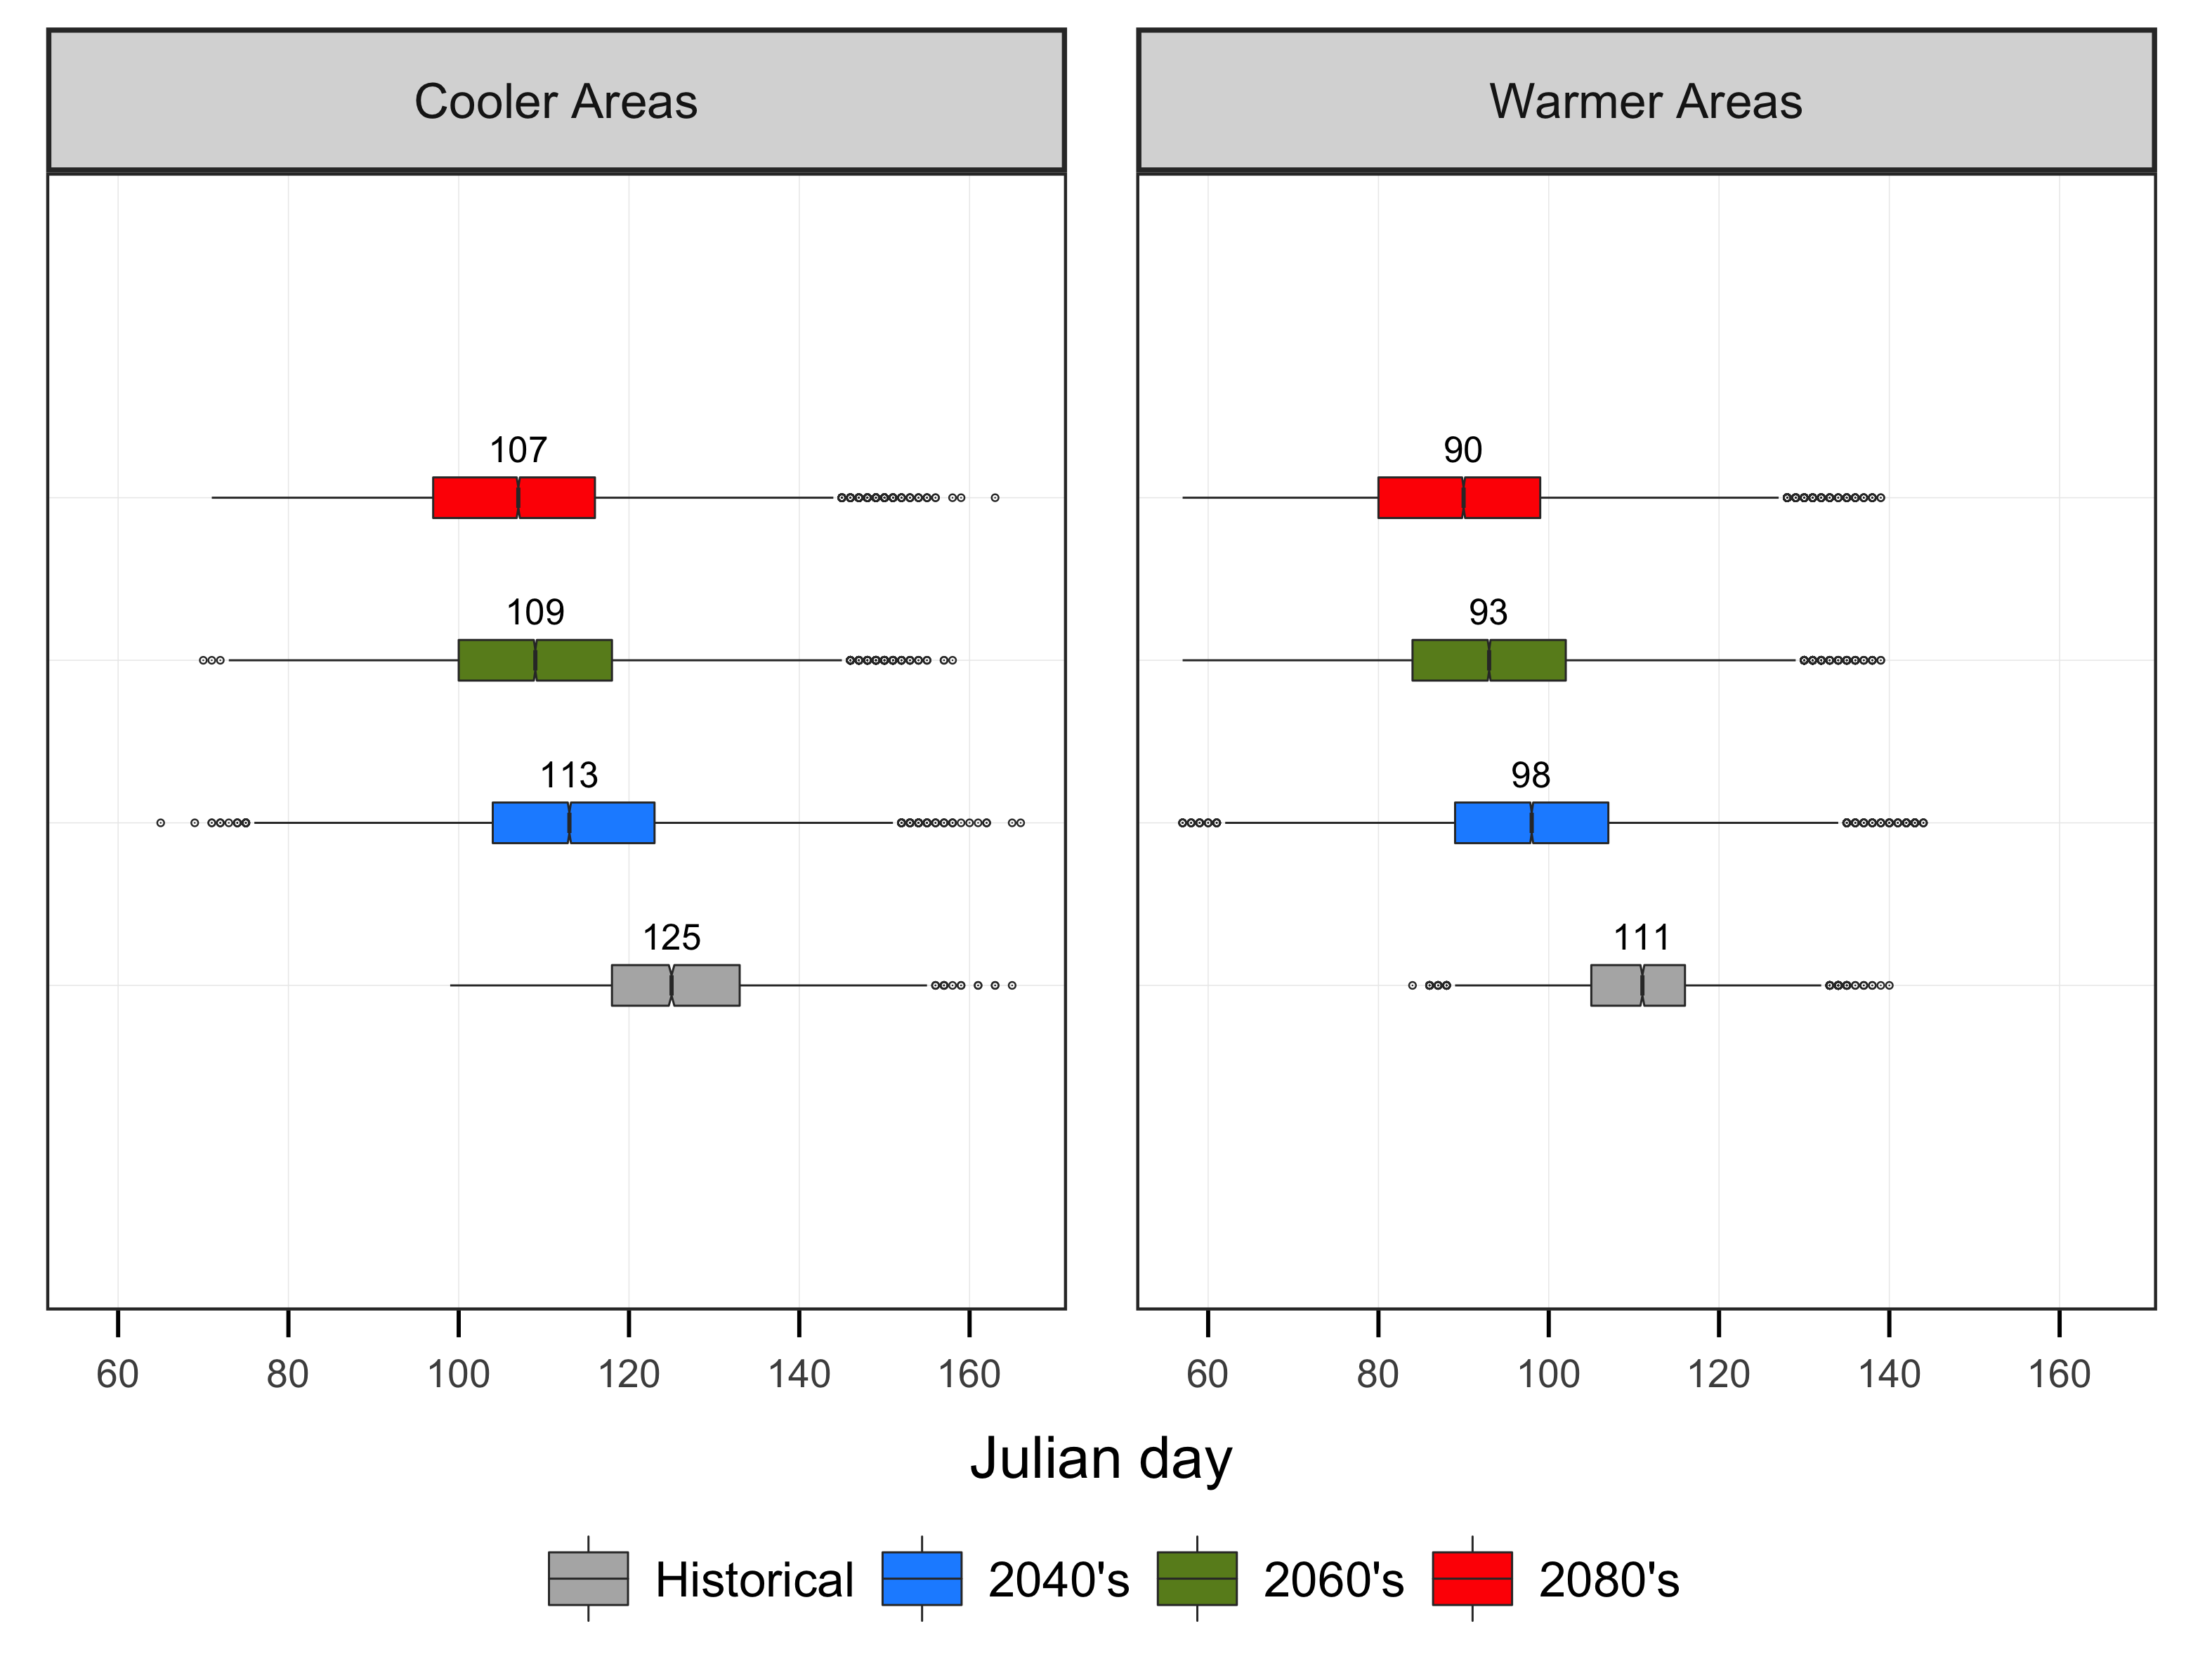 Cooler Areas
Warmer Areas
107
90
109
93
113
98
125
111
60 80 100 120 140 160
60 80 100 120 140 160
Julian day
Historical 2040's 2060's 2080's